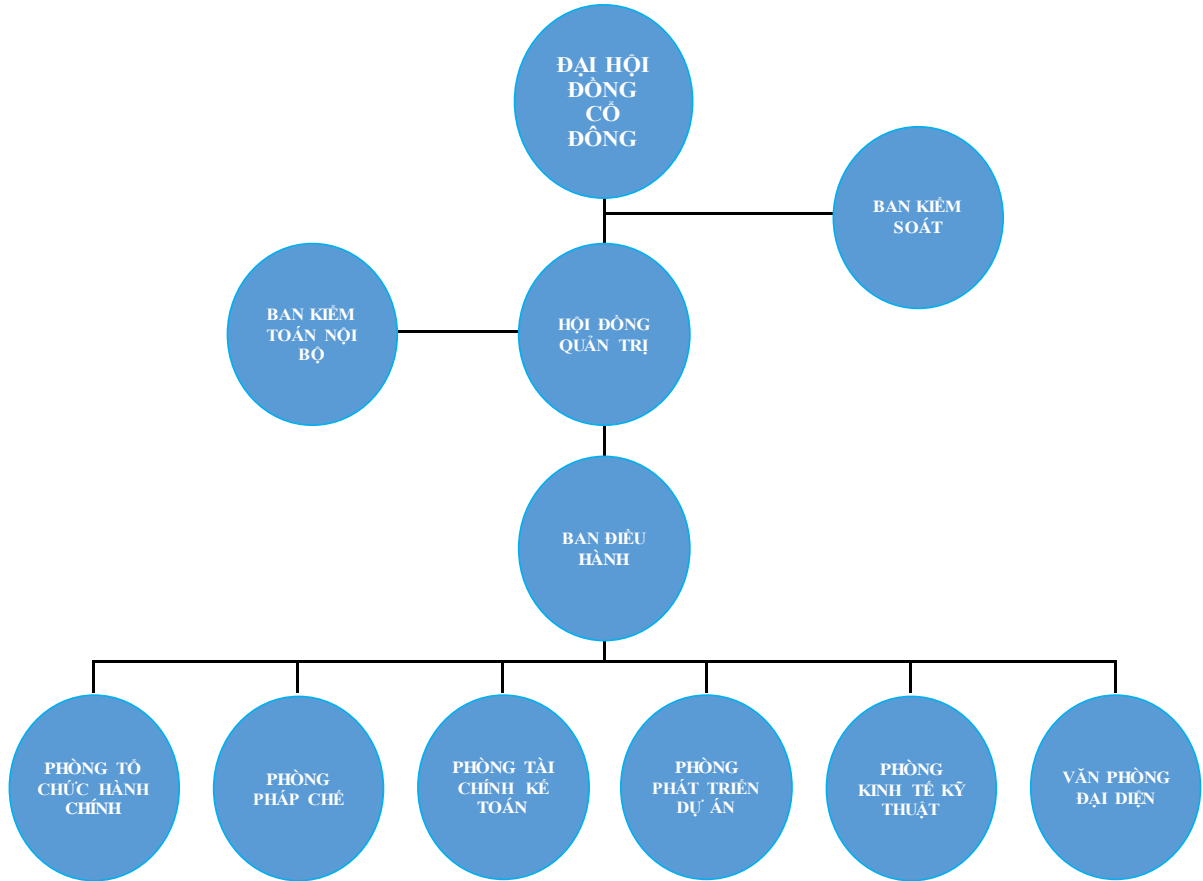 ĐẠI HỘI
ĐỒNG
CỔ
ĐÔNG
BAN KIỂM
SOÁT
BAN KIỂM
TOÁN NỘI
BỘ
HỘI ĐỒNG
QUẢN TRỊ
BAN ĐIỀU
HÀNH
PHÒNG TỔ
CHỨC HÀNH
CHÍNH
PHÒNG
PHÁP CHẾ
PHÒNG TÀI
CHÍNH KẾ
TOÁN
PHÒNG
PHÁT TRIỂN
DỰ ÁN
PHÒNG
KINH TẾ KỸ
THUẬT
VĂN PHÒNG
ĐẠI DIỆN